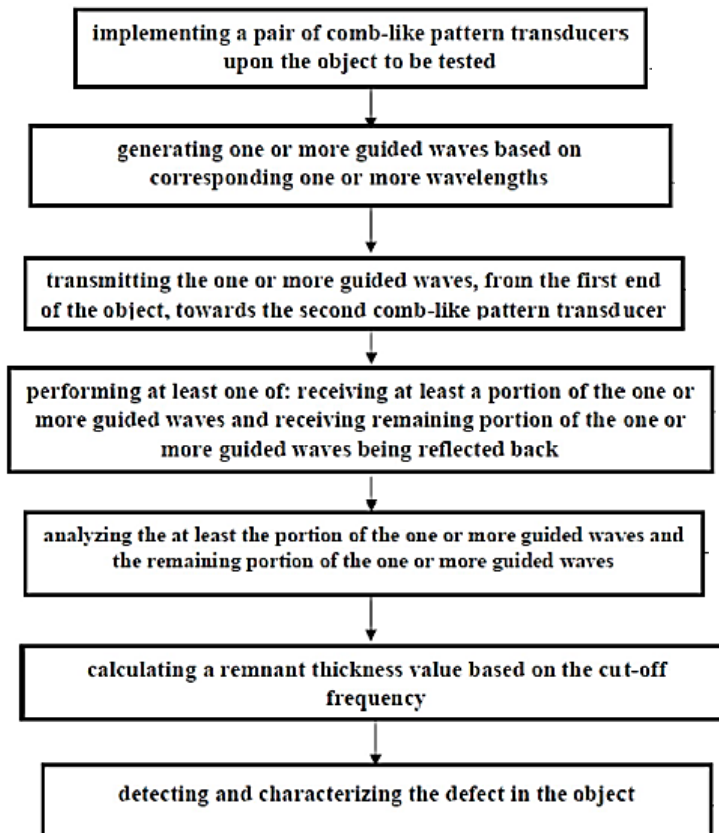 implementing a pair of comb-like pattern transducers
upon the object to be tested
generating one or more guided waves based on
corresponding one or more wavelengths
transmitting the one or more guided waves, from the first end
of the object, towards the second comb-like pattern transducer
performing at least one of: receiving at least a portion of the one or
more guided waves and receiving remaining portion of the one or
more guided waves being reflected back
analyzing the at least the portion of the one or more guided waves and
the remaining portion of the one or more guided waves
calculating a remnant thickness value based on the cut-off
frequency
detecting and characterizing the defect in the object